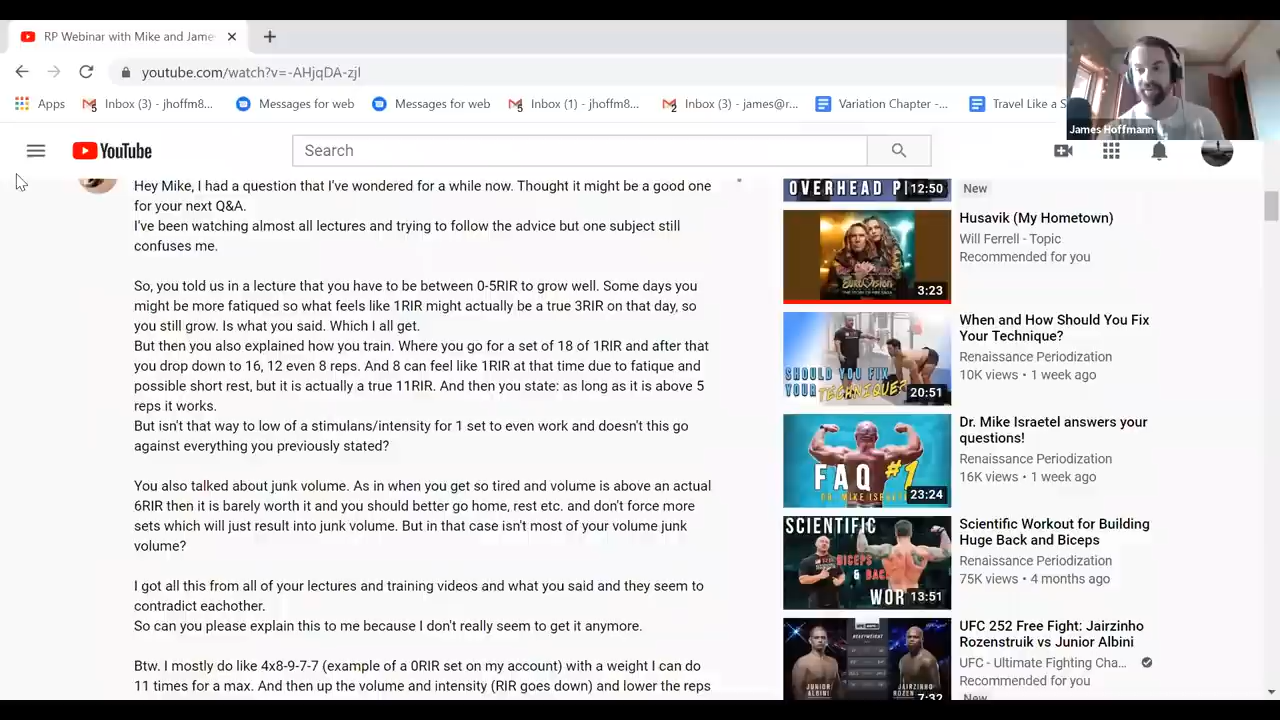 RP Webinar with Mike and Jame
youtube.com/watch?v=-AHjqDA-zjI
Apps
Inbox (3) - jhoffm8...
Messages for web
Messages for web
Inbox (1) - jhoffm8...
Inbox (3) - james@r...
Variation Chapter -...
Travel Like a S
James Hoffmann
YouTube
Search
Hey Mike, I had a question that I've wondered for a while now. Thought it might be a good one
for your next Q&A.
I've been watching almost all lectures and trying to follow the advice but one subject still
confuses me.
So, you told us in a lecture that you have to be between 0-5RIR to grow well. Some days you
might be more fatigued so what feels like 1RIR might actually be a true 3RIR on that day, so
you still grow. Is what you said. Which I all get.
But then you also explained how you train. Where you go for a set of 18 of 1RIR and after that
you drop down to 16, 12 even 8 reps. And 8 can feel like 1RIR at that time due to fatique and
possible short rest, but it is actually a true 11RIR. And then you state: as long as it is above 5
reps it works.
But isn't that way to low of a stimulans/intensity for 1 set to even work and doesn't this go
against everything you previously stated?
You also talked about junk volume. As in when you get so tired and volume is above an actual
6RIR then it is barely worth it and you should better go home, rest etc. and don't force more
sets which will just result into junk volume. But in that case isn't most of your volume junk
volume?
I got all this from all of your lectures and training videos and what you said and they seem to
contradict eachother.
So can you please explain this to me because I don't really seem to get it anymore.
Btw. I mostly do like 4x8-9-7-7 (example of a 0RIR set on my account) with a weight I can do
11 times for a max. And then up the volume and intensity (RIR goes down) and lower the reps
12:50
New
3:23
Husavik (My Hometown)
Will Ferrell - Topic
Recommended for you
SHOULD YOU FIX
YOUR TECHNIQUE?
20:51
When and How Should You Fix
Your Technique?
Renaissance Periodization
10K views • 1 week ago
FAQ #1
DR. MIKE ISRAETEL
23:24
Dr. Mike Israetel answers your
questions!
Renaissance Periodization
16K views • 1 week ago
SCIENTIFIC
BICEPS
& BACK
WOR
13:51
Scientific Workout for Building
Huge Back and Biceps
Renaissance Periodization
75K views • 4 months ago
HEAVYWEIGHT
JUNIOR
ALBINI
7:32
UFC 252 Free Fight: Jairzinho
Rozenstruik vs Junior Albini
UFC - Ultimate Fighting Cha...
Recommended for you
New